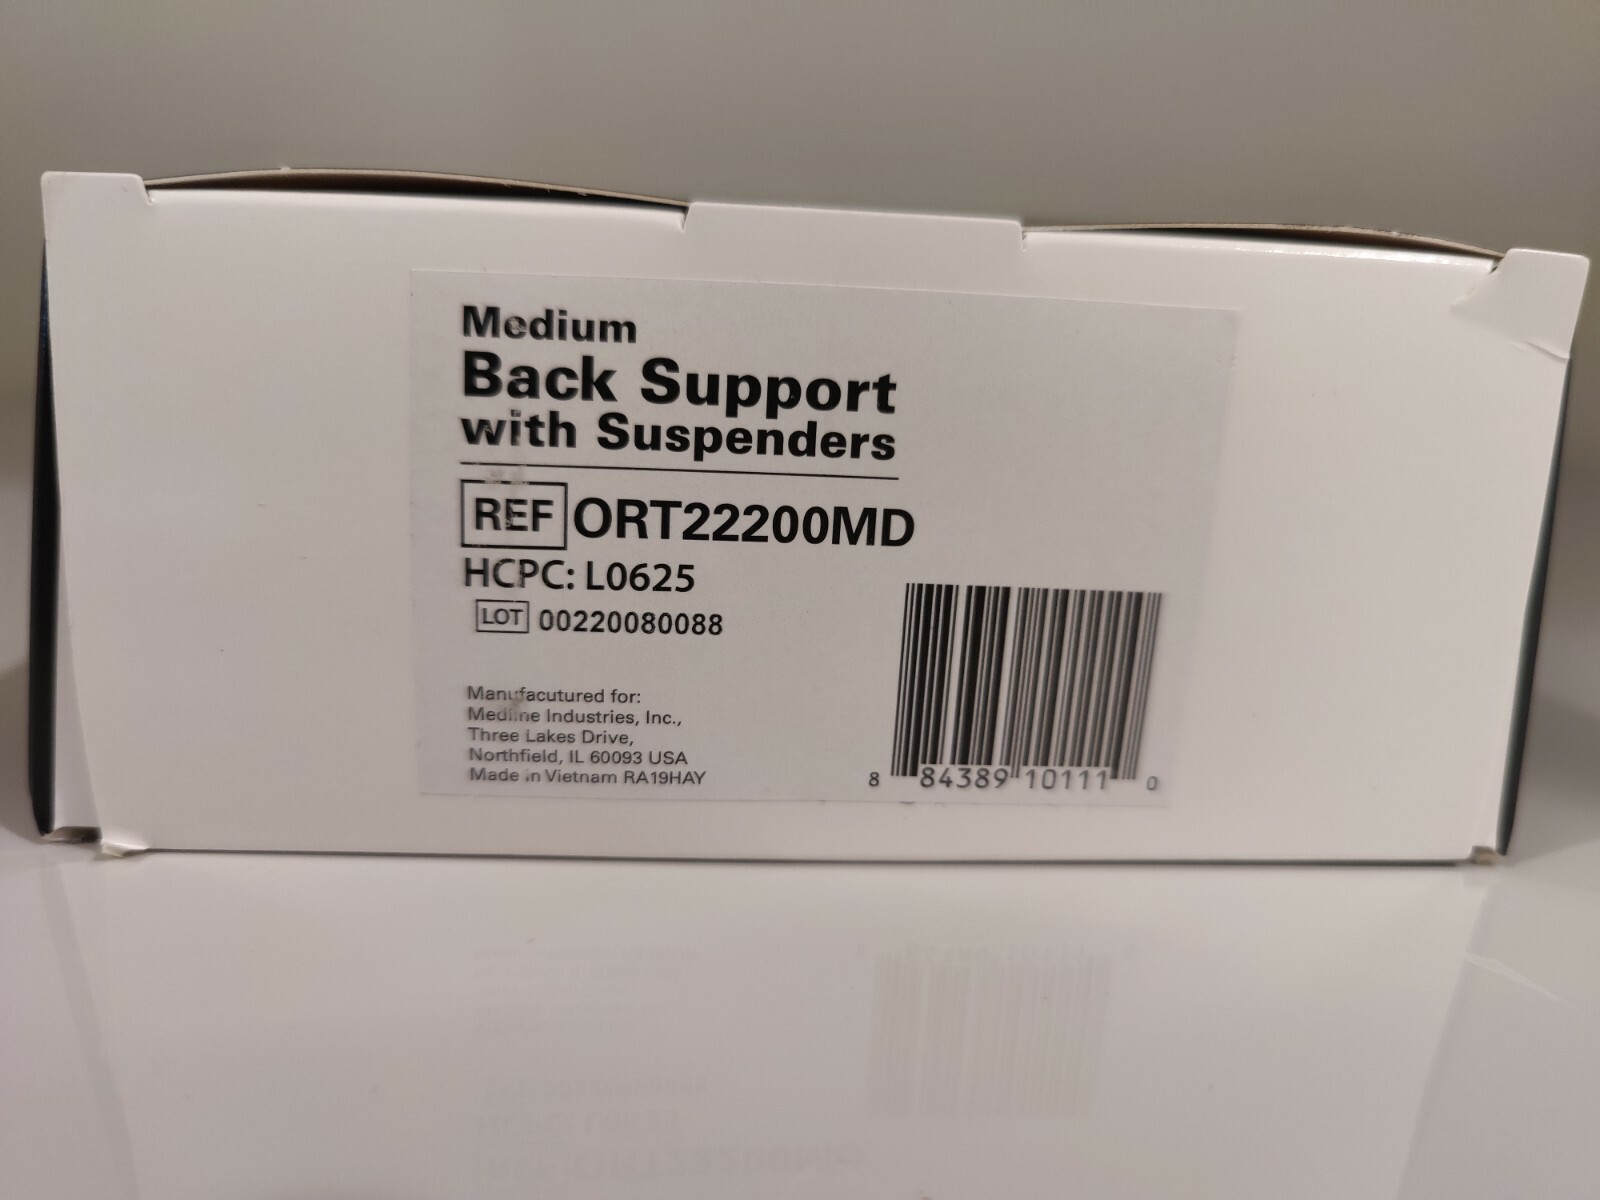 Medium
Back Support
with Suspenders
REF ORT22200MD
HCPC: L0625
LOT 00220080088
Manufacutured for:
Medline Industries, Inc.,
Three Lakes Drive,
Northfield, IL 60093 USA
Made in Vietnam RA19HAY
8 84389 10111 0